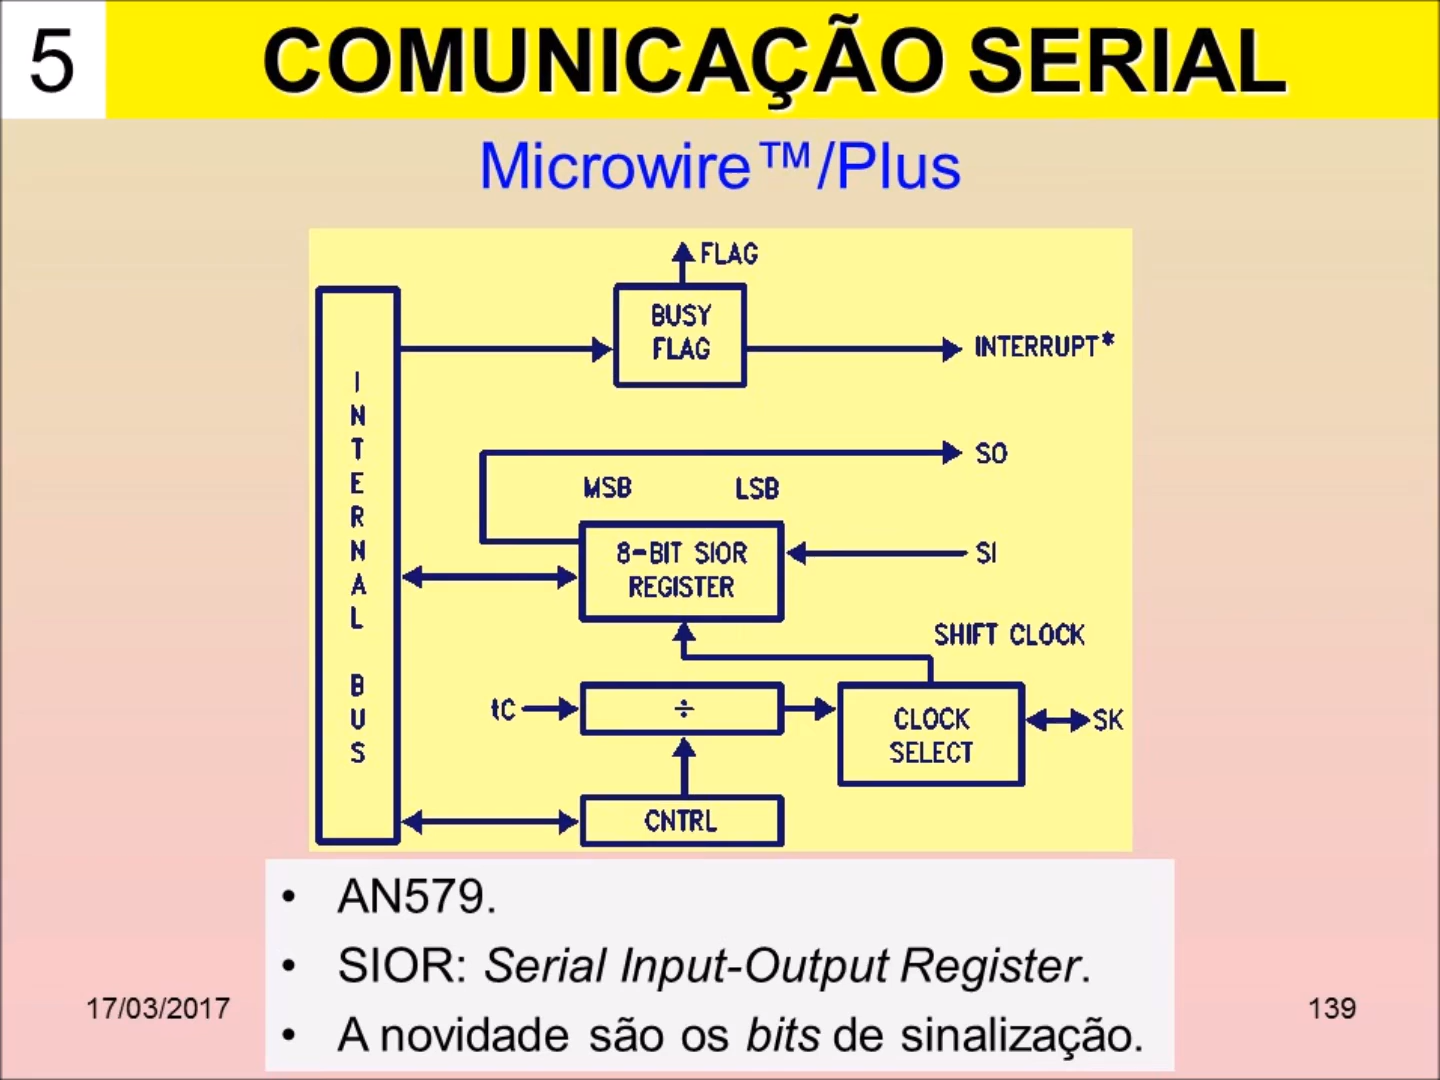 5
COMUNICAÇÃO SERIAL
Microwire™/Plus
FLAG
BUSY
FLAG
INTERRUPT*
INTERNAL BUS
SO
MSB LSB
8-BIT SIOR
REGISTER
SI
SHIFT CLOCK
tC
÷
CLOCK
SELECT
SK
CNTRL
• AN579.
• SIOR: Serial Input-Output Register.
• A novidade são os bits de sinalização.
17/03/2017
139